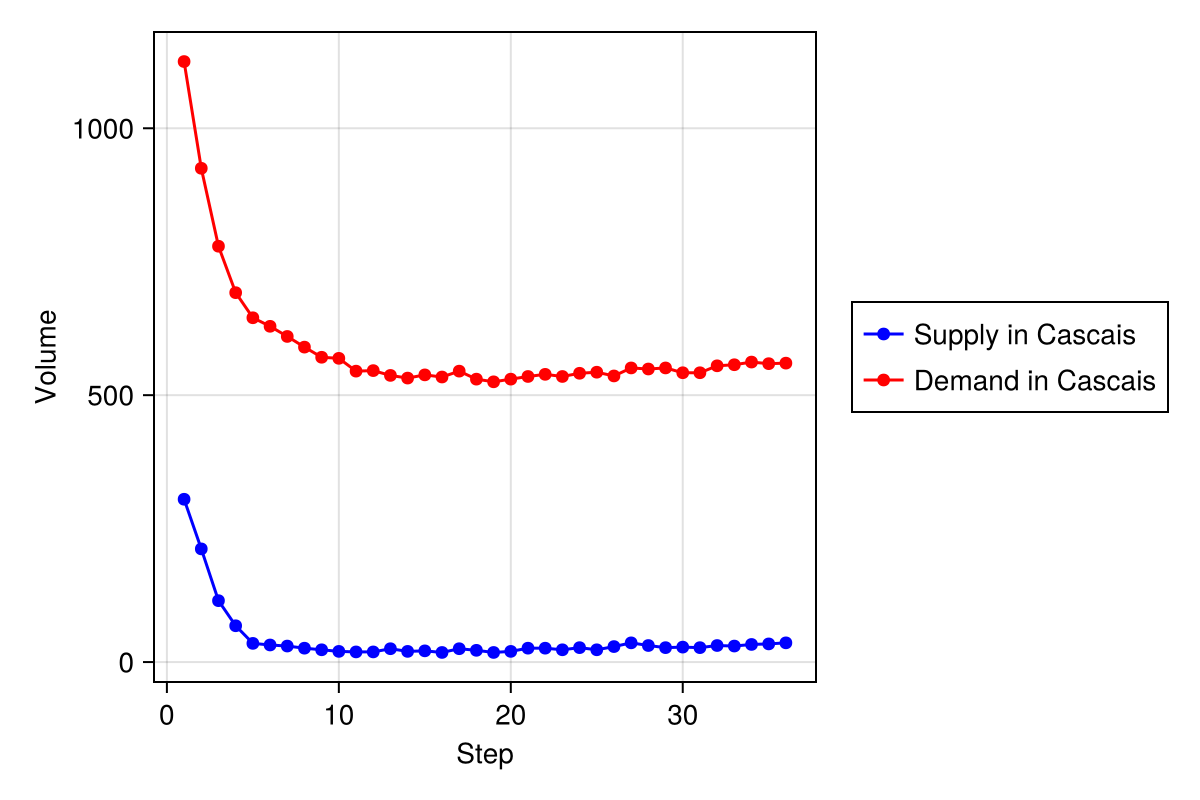 1000
500
0
Volume
0 10 20 30
Step
Supply in Cascais
Demand in Cascais